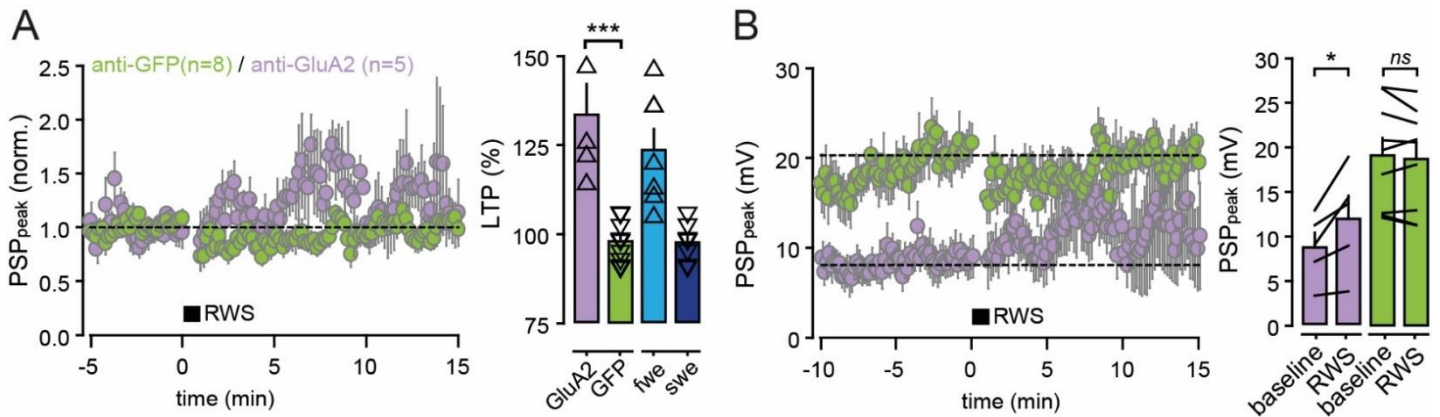 A
anti-GFP(n=8) / anti-GluA2 (n=5)
PSPpeak (norm.)
2.5
2.0
1.5
1.0
0.5
0.0
RWS
-5 0 5 10 15
time (min)
***
LTP (%)
150
125
100
75
GluA2 GFP fwe swe
B
PSPpeak (mV)
30
20
10
0
RWS
-10 -5 0 5 10 15
time (min)
* ns
PSPpeak (mV)
30
25
20
15
10
5
0
baseline RWS baseline RWS